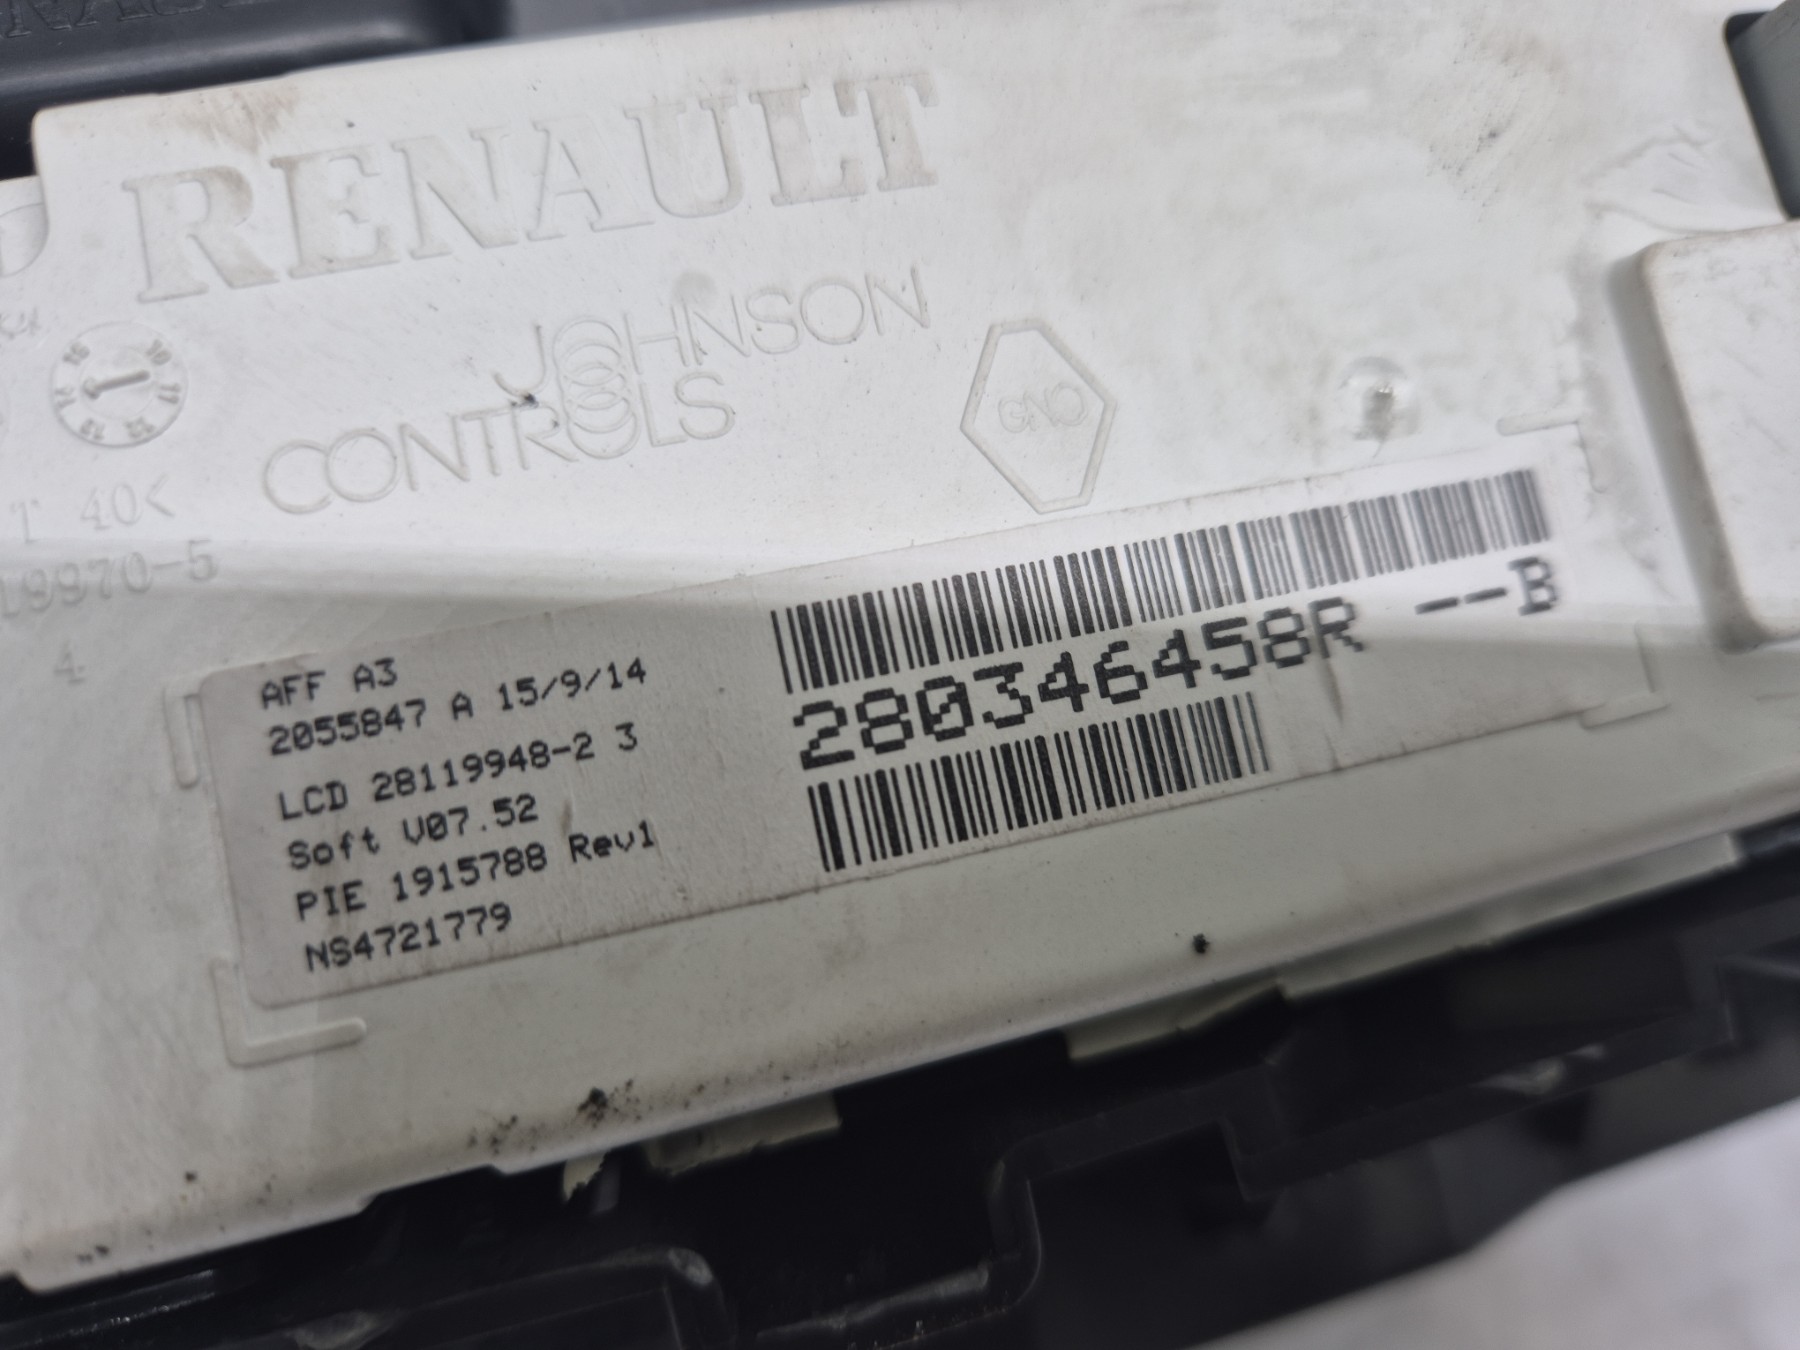 RENAULT
JOHNSON
CONTROLS
GNO
T 40<
19970-5
4
AFF A3
2055847 A 15/9/14
LCD 28119948-2 3
Soft V07.52
PIE 1915788 Rev1
NS4721779
280346458R --B